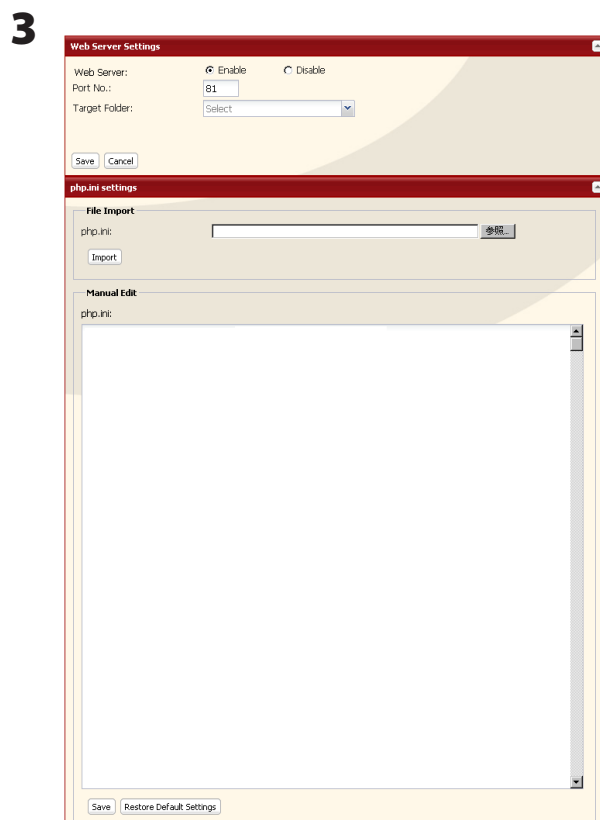 3
Web Server Settings
Web Server: Enable Disable
Port No.: 81
Target Folder: Select
Save Cancel
php.ini settings
File Import
php.ini: 参照...
Import
Manual Edit
php.ini:
Save Restore Default Settings